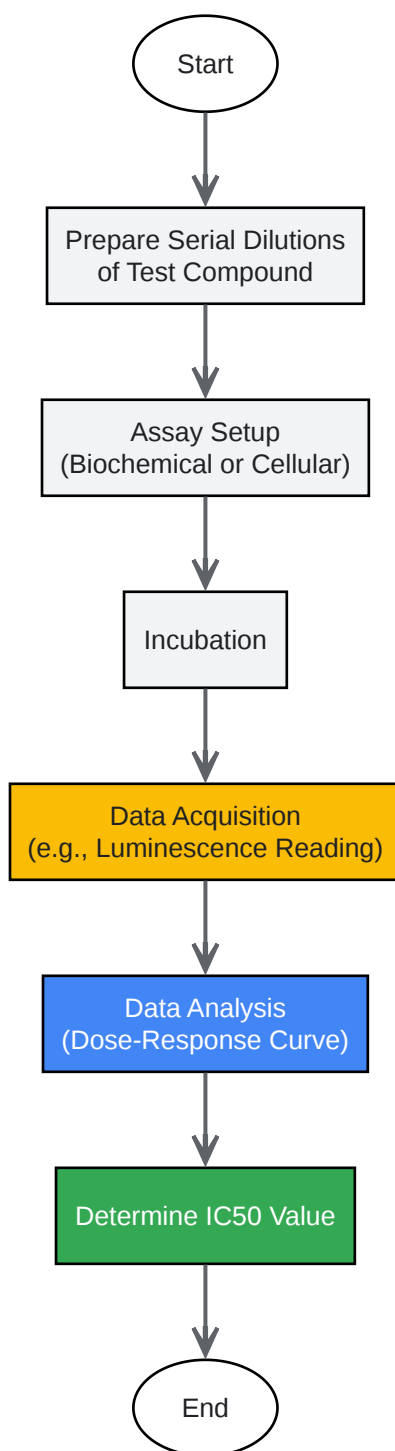 Start
Prepare Serial Dilutions
of Test Compound
Assay Setup
(Biochemical or Cellular)
Incubation
Data Acquisition
(e.g., Luminescence Reading)
Data Analysis
(Dose-Response Curve)
Determine IC50 Value
End